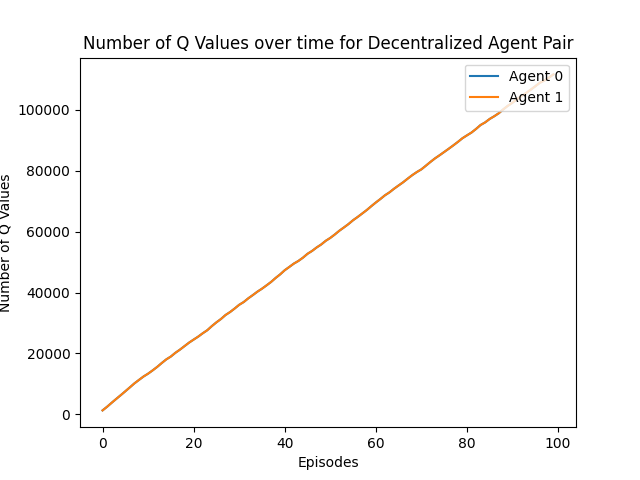 Number of Q Values over time for Decentralized Agent Pair
Agent 0
Agent 1
100000
80000
60000
40000
20000
0
Number of Q Values
0 20 40 60 80 100
Episodes